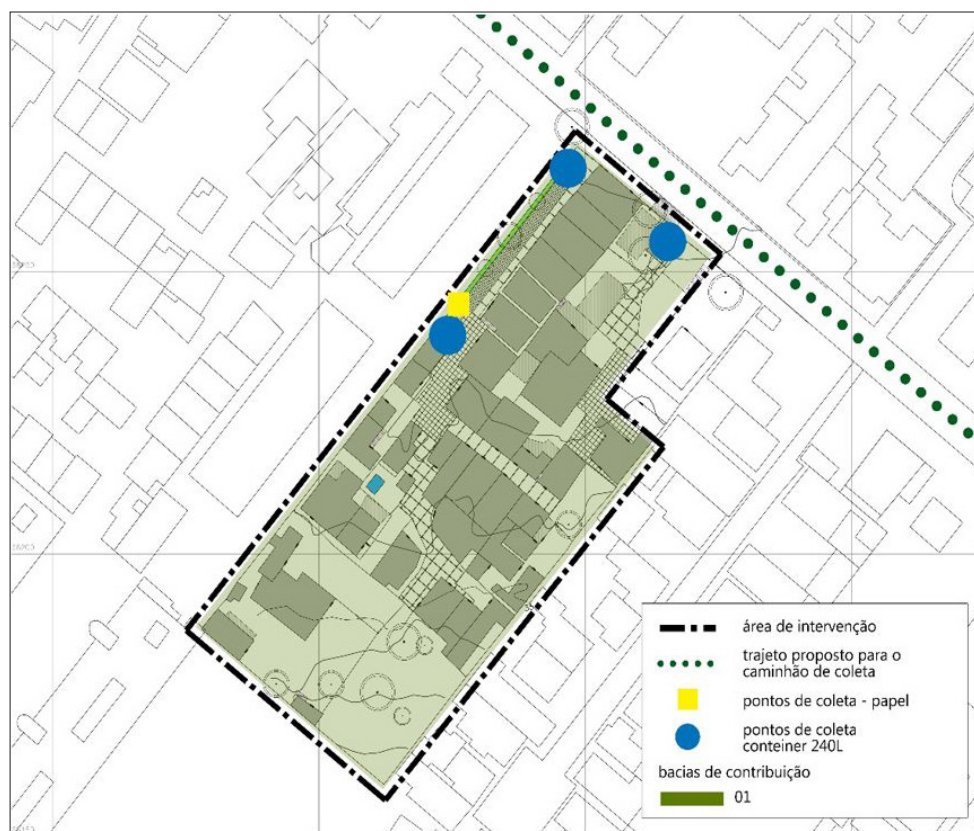 área de intervenção
trajeto proposto para o
caminhão de coleta
pontos de coleta - papel
pontos de coleta
conteiner 240L
bacias de contribuição
01